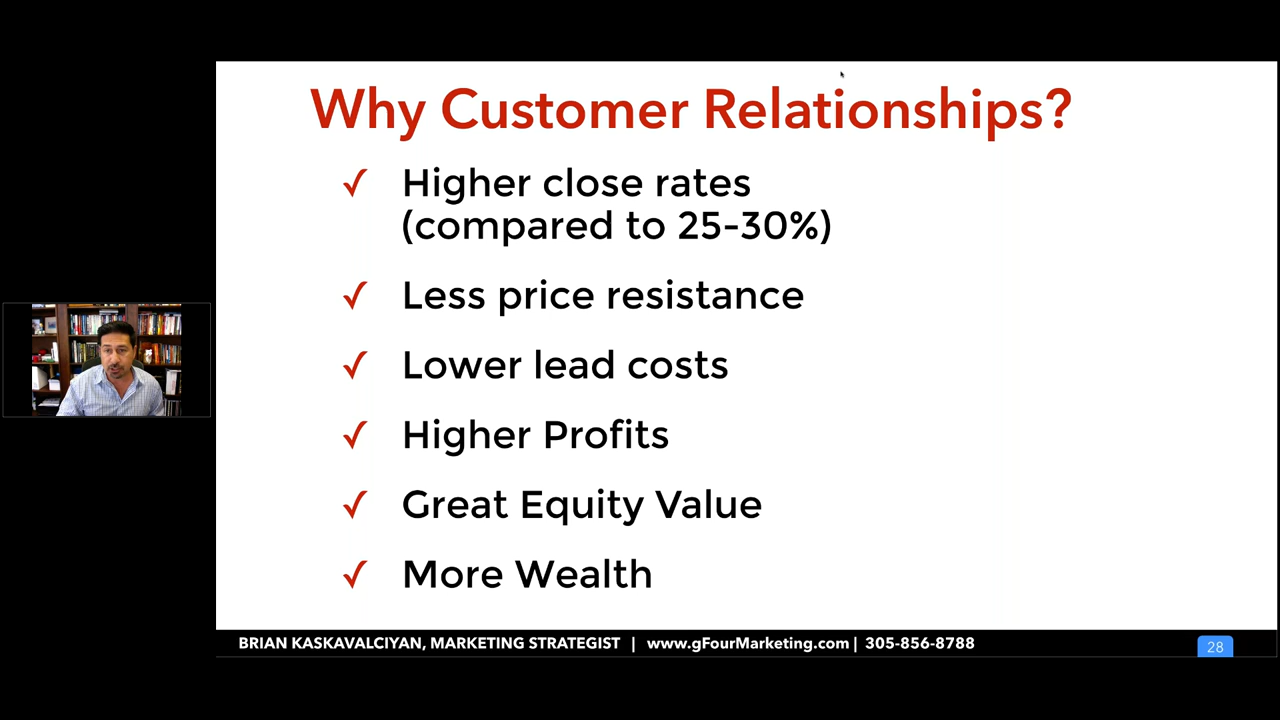 Why Customer Relationships?
✓ Higher close rates
(compared to 25-30%)
✓ Less price resistance
✓ Lower lead costs
✓ Higher Profits
✓ Great Equity Value
✓ More Wealth
BRIAN KASKAVALCIYAN, MARKETING STRATEGIST | www.gFourMarketing.com | 305-856-8788
28